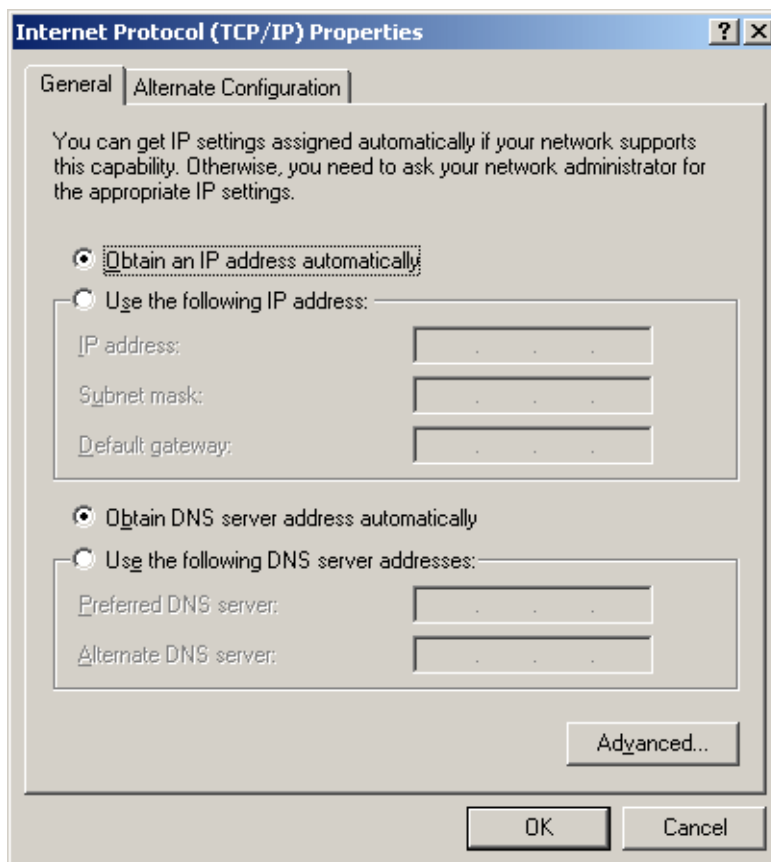 Internet Protocol (TCP/IP) Properties
General
Alternate Configuration
You can get IP settings assigned automatically if your network supports
this capability. Otherwise, you need to ask your network administrator for
the appropriate IP settings.
Obtain an IP address automatically
Use the following IP address:
IP address:
Subnet mask:
Default gateway:
Obtain DNS server address automatically
Use the following DNS server addresses:
Preferred DNS server:
Alternate DNS server:
Advanced...
OK
Cancel